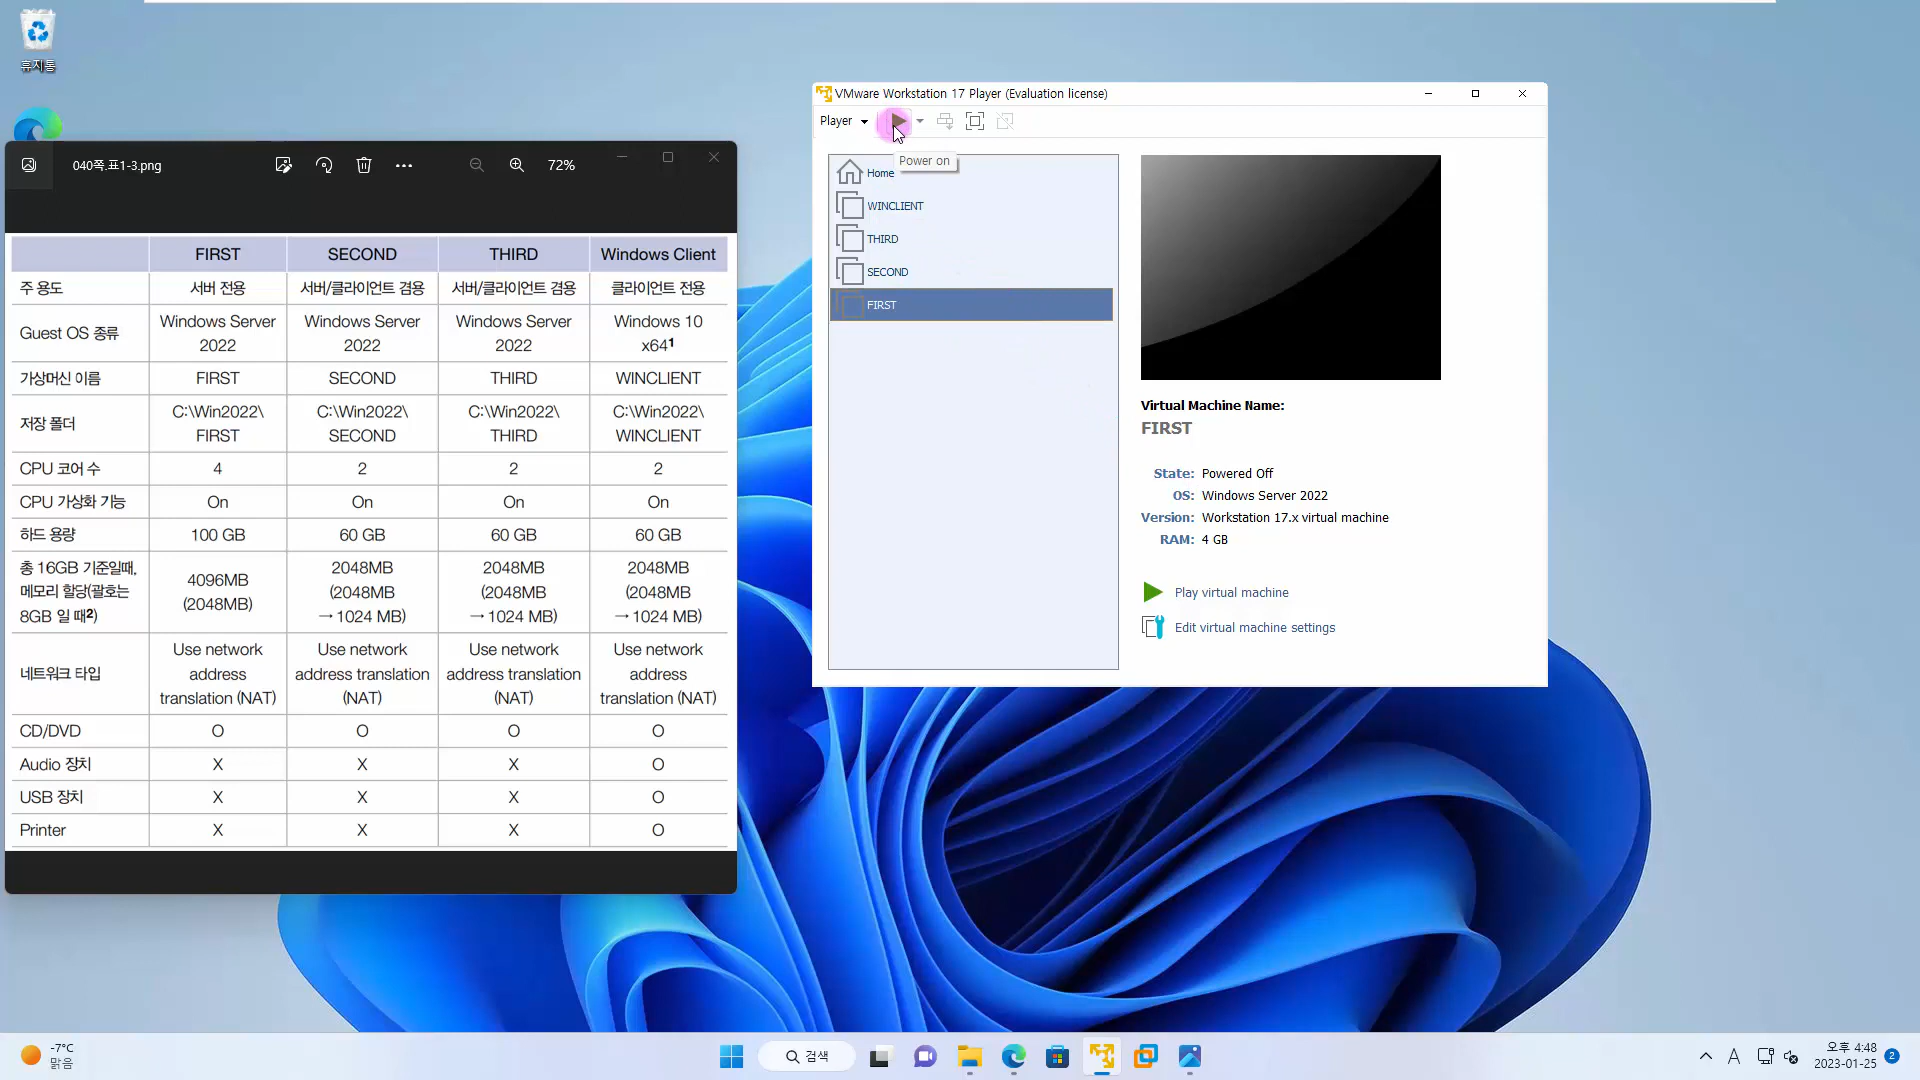 휴지통
040쪽.표1-3.png
72%
FIRST SECOND THIRD Windows Client
주 용도 서버 전용 서버/클라이언트 겸용 서버/클라이언트 겸용 클라이언트 전용
Guest OS 종류 Windows Server 2022 Windows Server 2022 Windows Server 2022 Windows 10 x64¹
가상머신 이름 FIRST SECOND THIRD WINCLIENT
저장 폴더 C:\Win2022\FIRST C:\Win2022\SECOND C:\Win2022\THIRD C:\Win2022\WINCLIENT
CPU 코어 수 4 2 2 2
CPU 가상화 기능 On On On On
하드 용량 100 GB 60 GB 60 GB 60 GB
총 16GB 기준일때, 메모리 할당(괄호는 8GB 일 때²) 4096MB (2048MB) 2048MB (2048MB → 1024 MB) 2048MB (2048MB → 1024 MB) 2048MB (2048MB → 1024 MB)
네트워크 타입 Use network address translation (NAT) Use network address translation (NAT) Use network address translation (NAT) Use network address translation (NAT)
CD/DVD O O O O
Audio 장치 X X X O
USB 장치 X X X O
Printer X X X O
VMware Workstation 17 Player (Evaluation license)
Player
Power on
Home
WINCLIENT
THIRD
SECOND
FIRST
Virtual Machine Name:
FIRST
State: Powered Off
OS: Windows Server 2022
Version: Workstation 17.x virtual machine
RAM: 4 GB
Play virtual machine
Edit virtual machine settings
-7°C
맑음
검색
A
오후 4:48
2023-01-25
2